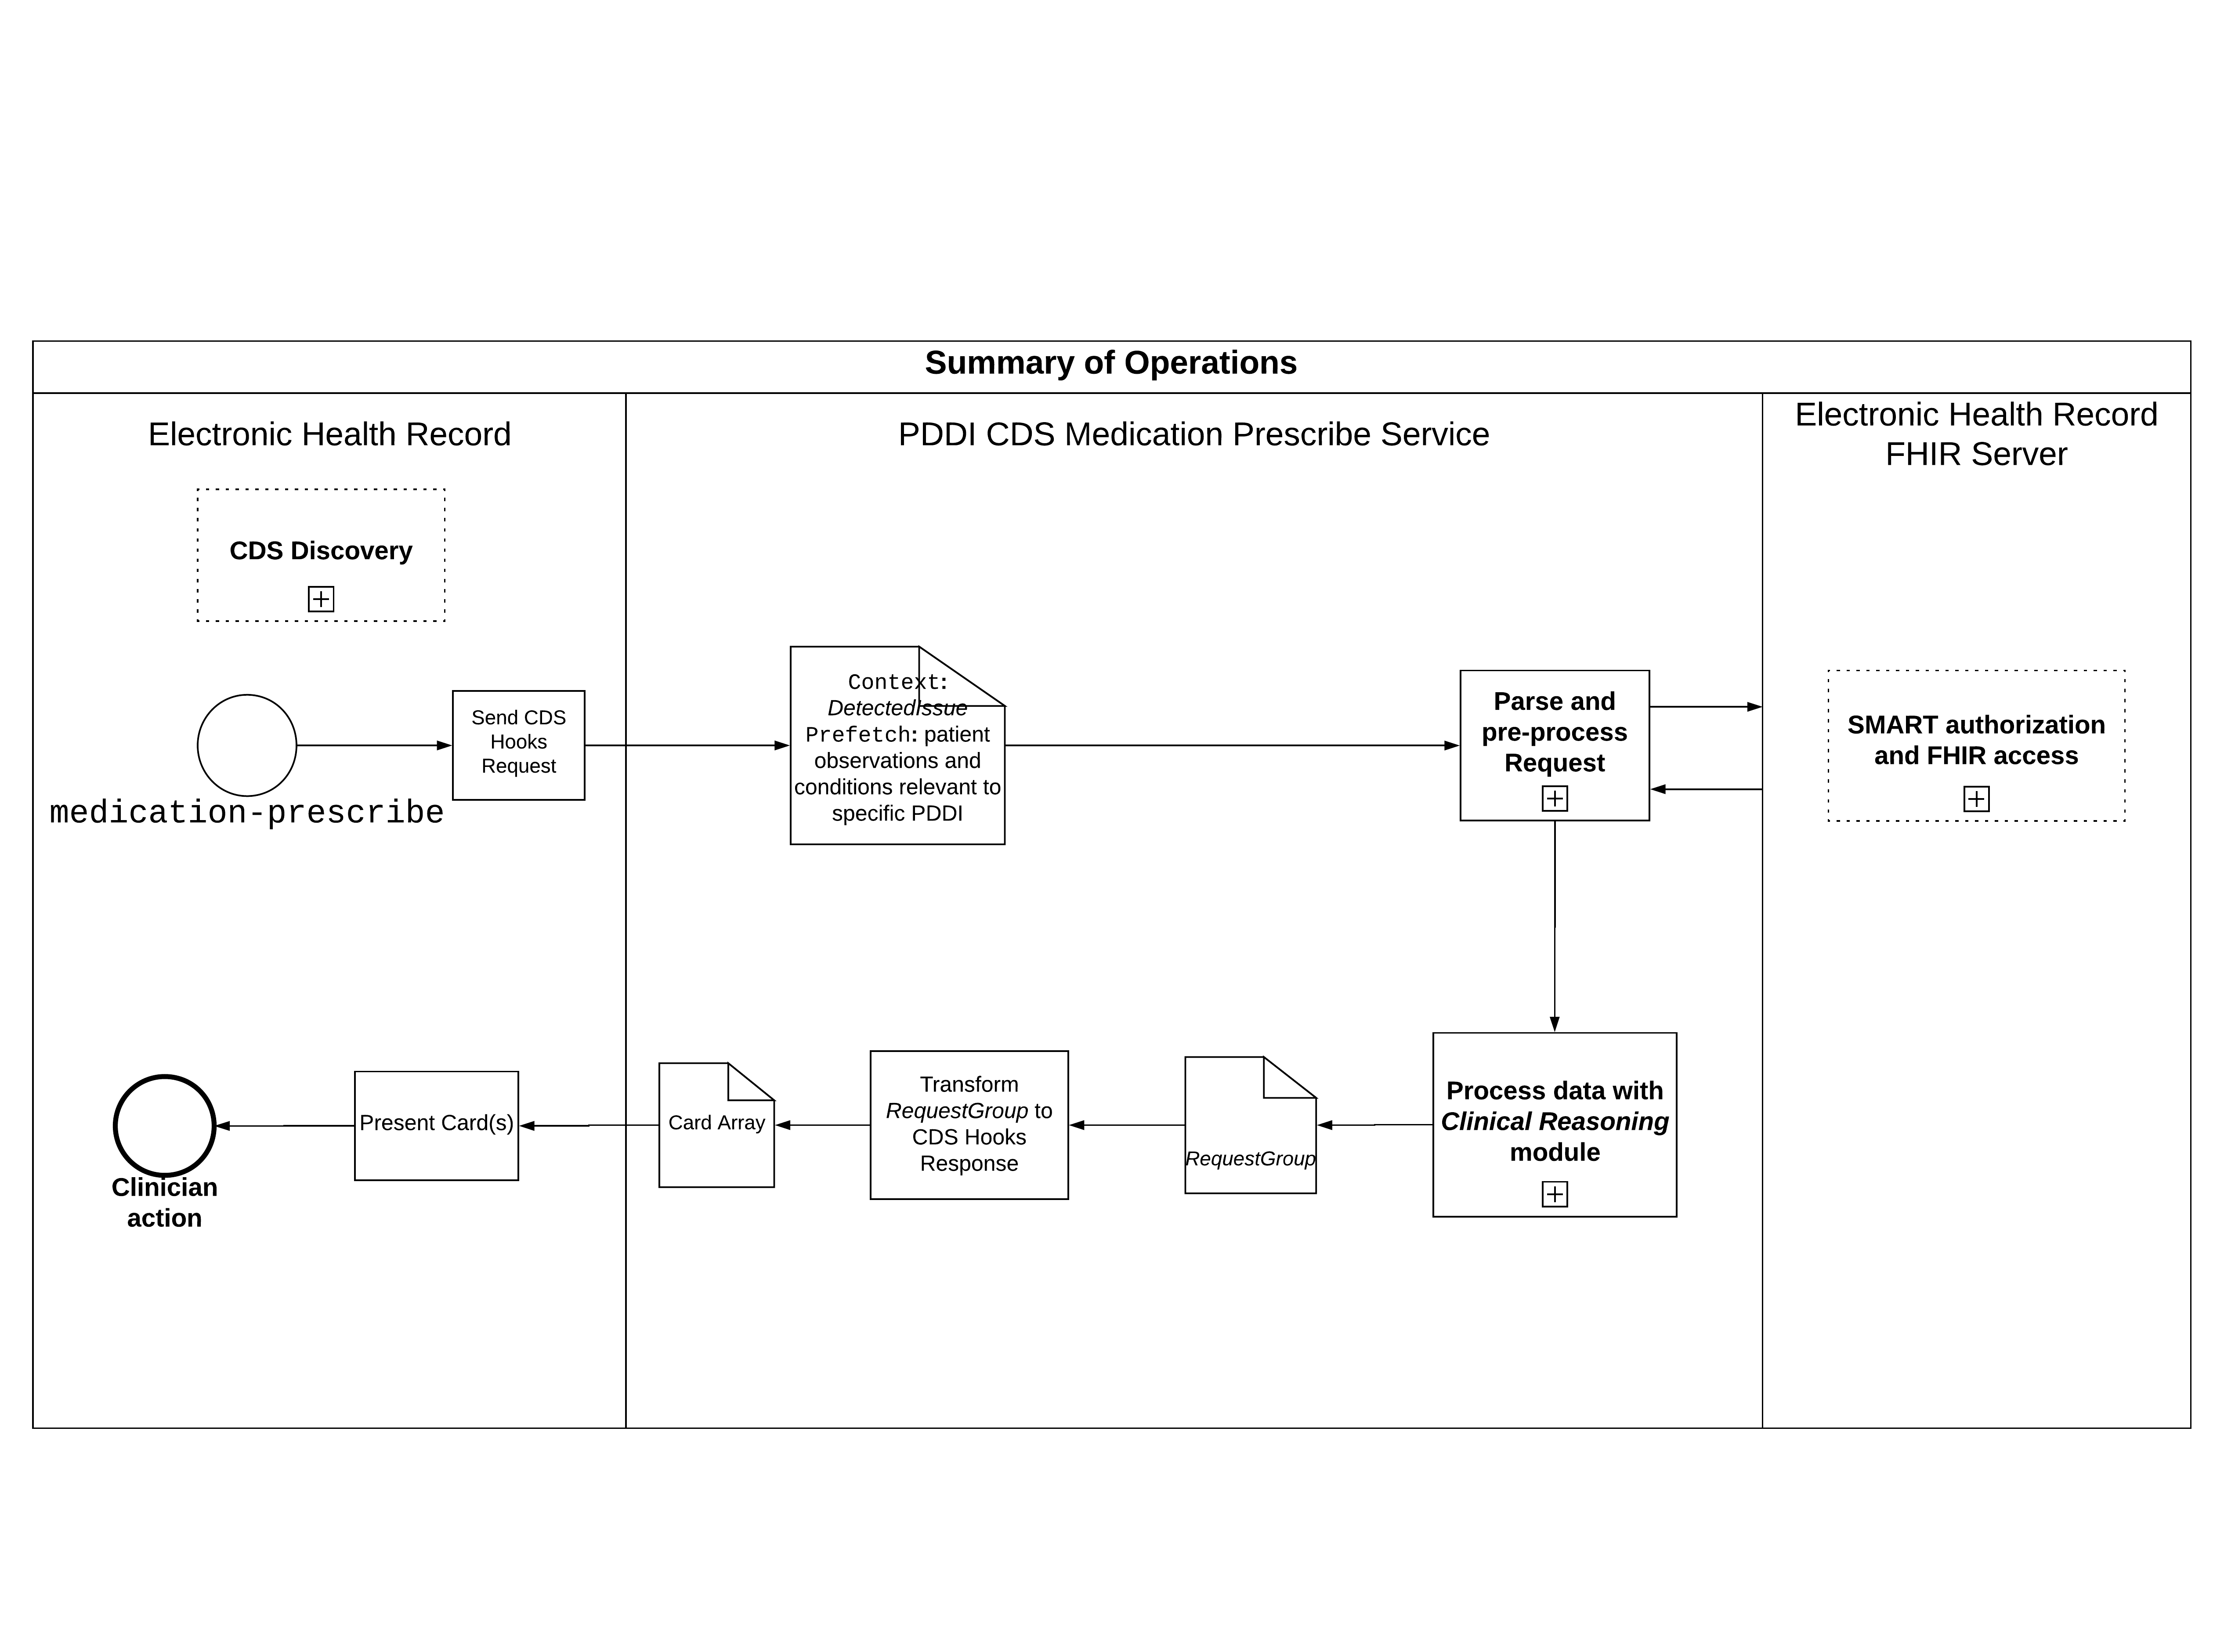 Summary of Operations
Electronic Health Record
PDDI CDS Medication Prescribe Service
Electronic Health Record
FHIR Server
CDS Discovery
medication-prescribe
Send CDS
Hooks
Request
Context:
DetectedIssue
Prefetch: patient
observations and
conditions relevant to
specific PDDI
Parse and
pre-process
Request
SMART authorization
and FHIR access
Clinician
action
Present Card(s)
Card Array
Transform
RequestGroup to
CDS Hooks
Response
RequestGroup
Process data with
Clinical Reasoning
module